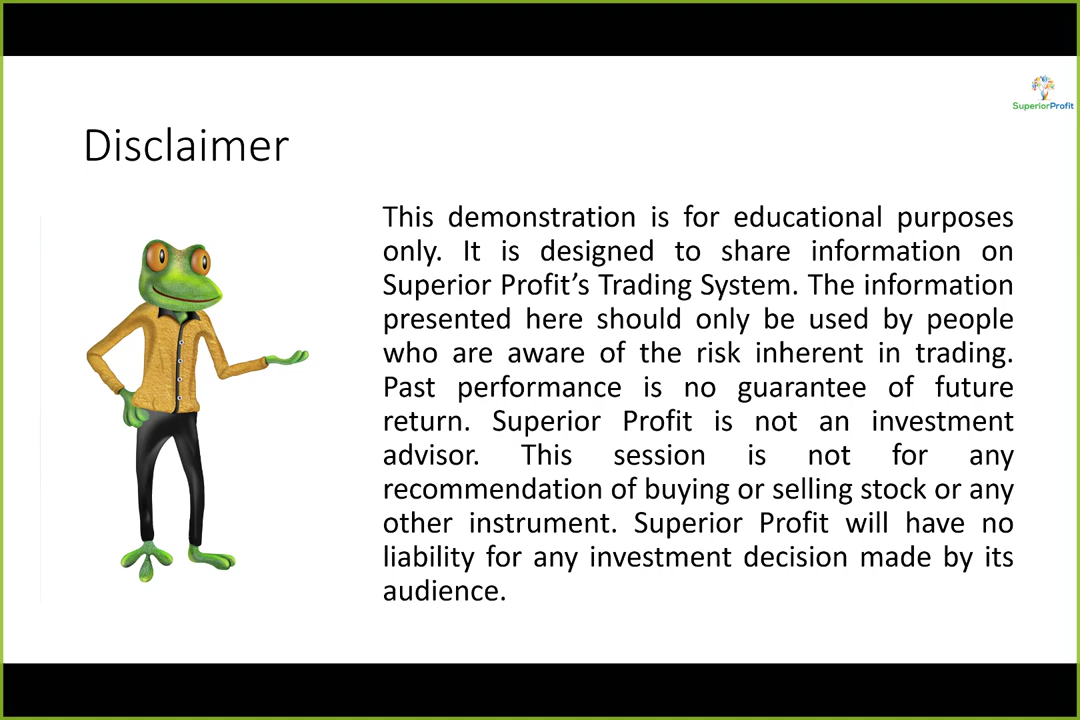 SuperiorProfit
Disclaimer
This demonstration is for educational purposes
only. It is designed to share information on
Superior Profit’s Trading System. The information
presented here should only be used by people
who are aware of the risk inherent in trading.
Past performance is no guarantee of future
return. Superior Profit is not an investment
advisor. This session is not for any
recommendation of buying or selling stock or any
other instrument. Superior Profit will have no
liability for any investment decision made by its
audience.